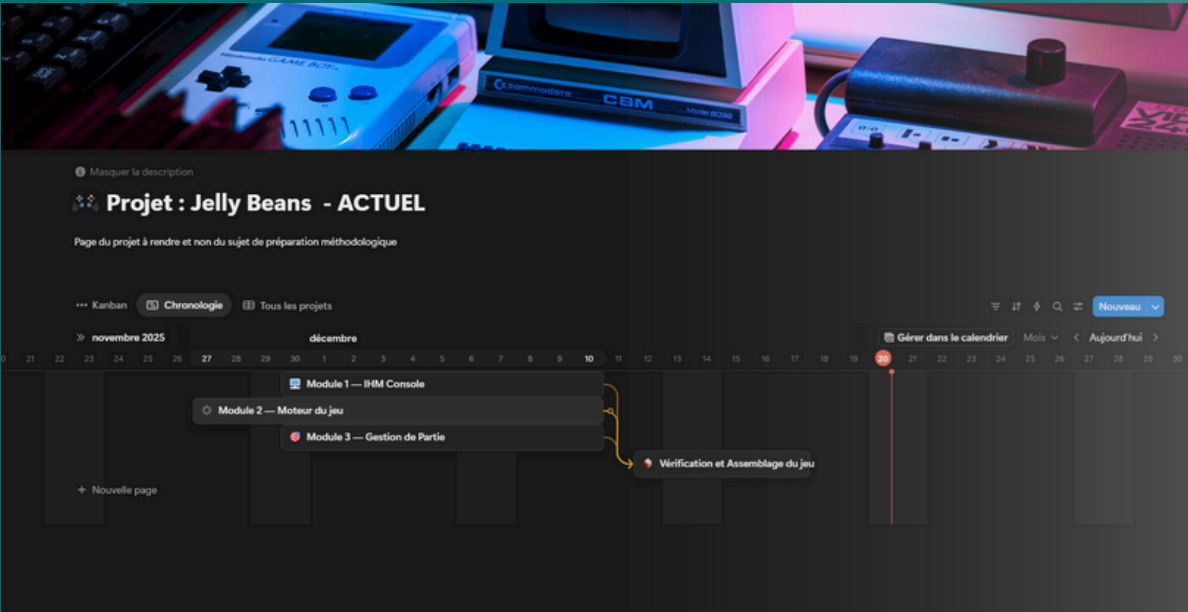 Nintendo GAME BOY
commodore CBM Model 8032
Masquer la description
Projet : Jelly Beans - ACTUEL
Page du projet à rendre et non du sujet de préparation méthodologique
Kanban Chronologie Tous les projets Nouveau
novembre 2025 décembre Gérer dans le calendrier Mois Aujourd'hui
0 21 22 23 24 25 26 27 28 29 30 1 2 3 4 5 6 7 8 9 10 11 12 13 14 15 16 17 18 19 20 21 22 23 24 25 26 27 28 29 30
Module 1 — IHM Console
Module 2 — Moteur du jeu
Module 3 — Gestion de Partie
Vérification et Assemblage du jeu
+ Nouvelle page